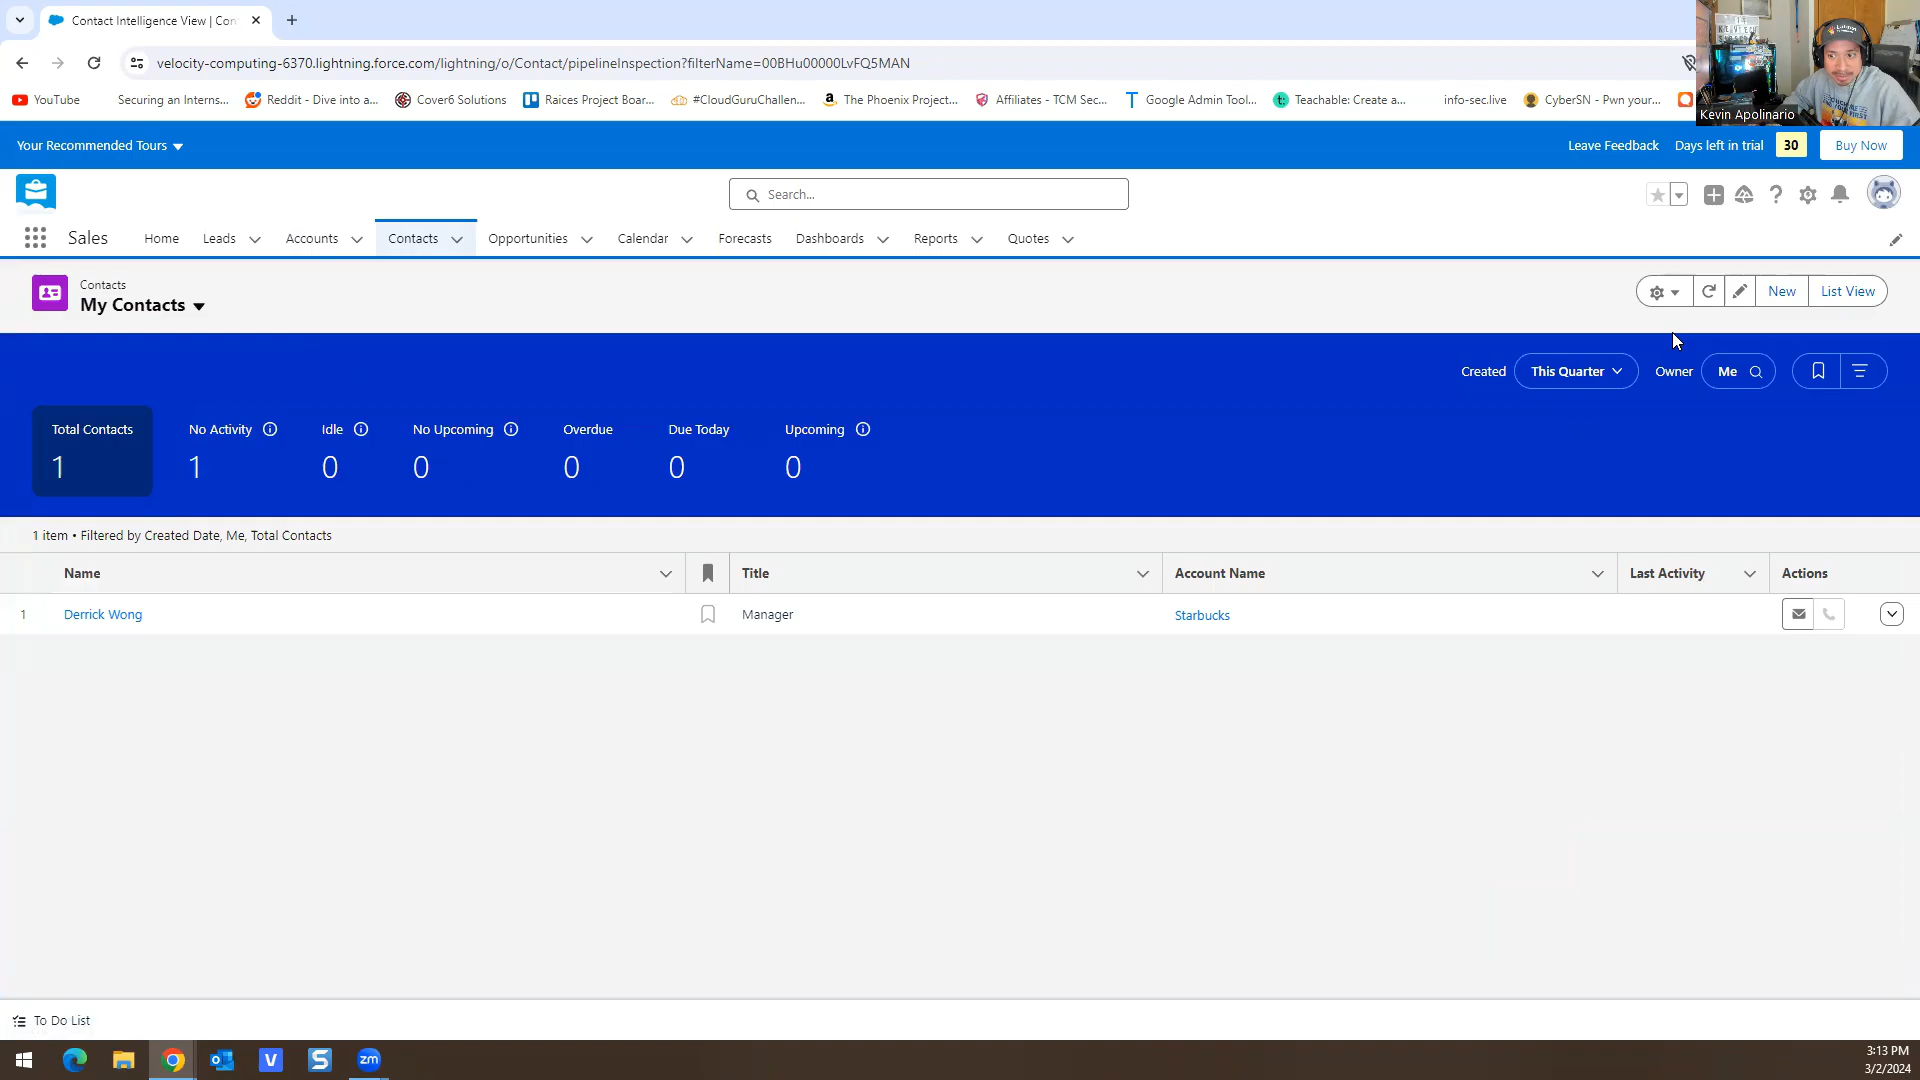 Contact Intelligence View | Con
velocity-computing-6370.lightning.force.com/lightning/o/Contact/pipelineInspection?filterName=00BHu00000LvFQ5MAN
YouTube Securing an Interns... Reddit - Dive into a... Cover6 Solutions Raices Project Boar... #CloudGuruChallen... The Phoenix Project... Affiliates - TCM Sec... Google Admin Tool... Teachable: Create a... info-sec.live CyberSN - Pwn your...
Kevin Apolinario
Your Recommended Tours Leave Feedback Days left in trial 30 Buy Now
Search...
Sales Home Leads Accounts Contacts Opportunities Calendar Forecasts Dashboards Reports Quotes
Contacts
My Contacts New List View
Created This Quarter Owner Me
Total Contacts No Activity Idle No Upcoming Overdue Due Today Upcoming
1 1 0 0 0 0 0
1 item • Filtered by Created Date, Me, Total Contacts
Name Title Account Name Last Activity Actions
1 Derrick Wong Manager Starbucks
To Do List
zm
3:13 PM
3/2/2024